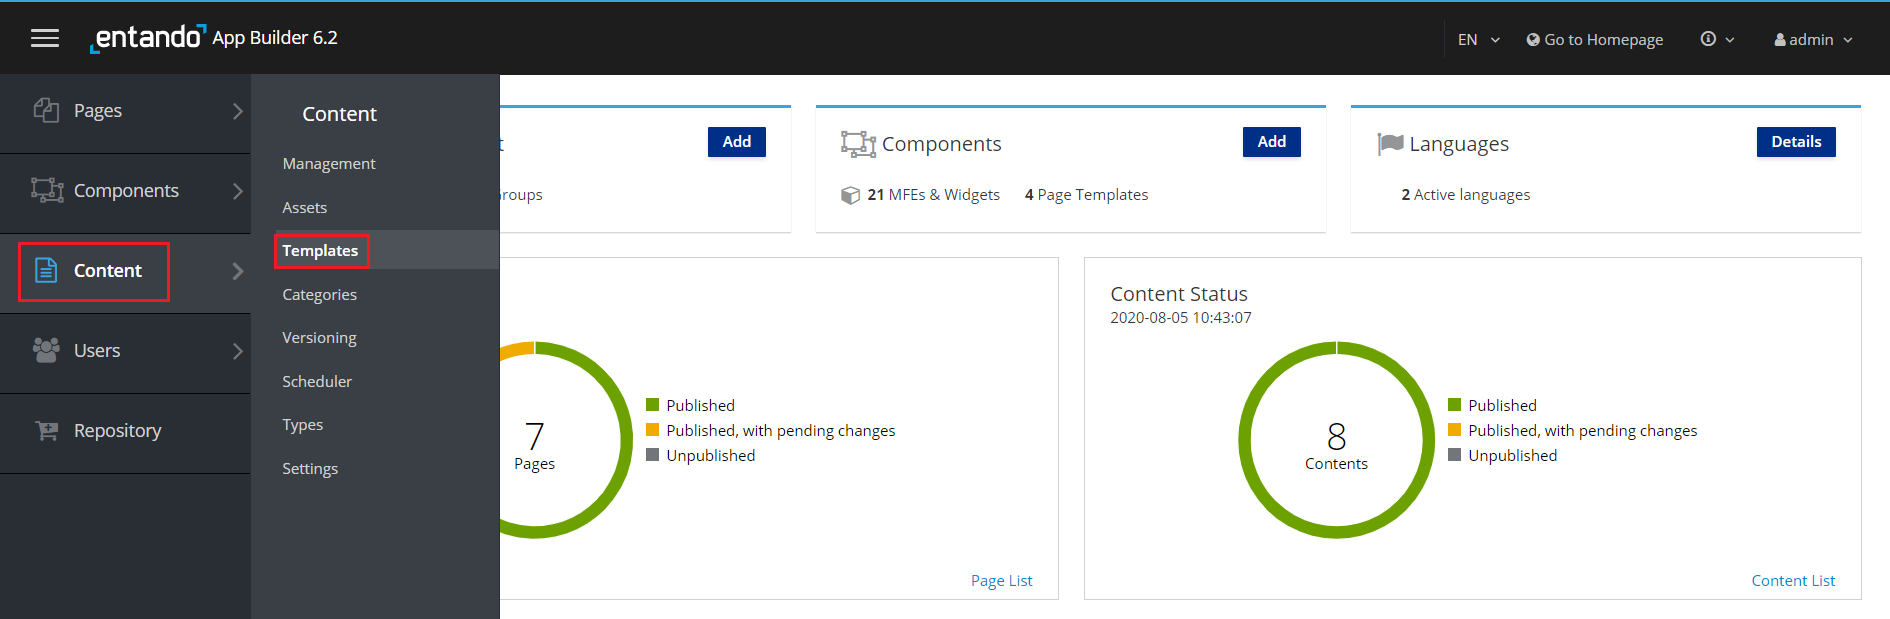 entando App Builder 6.2
EN
Go to Homepage
admin
Pages
Components
Content
Users
Repository
Content
Management
Assets
Templates
Categories
Versioning
Scheduler
Types
Settings
Add
Components
Add
21 MFEs & Widgets 4 Page Templates
Languages
Details
2 Active languages
7
Pages
Published
Published, with pending changes
Unpublished
Page List
Content Status
2020-08-05 10:43:07
8
Contents
Published
Published, with pending changes
Unpublished
Content List